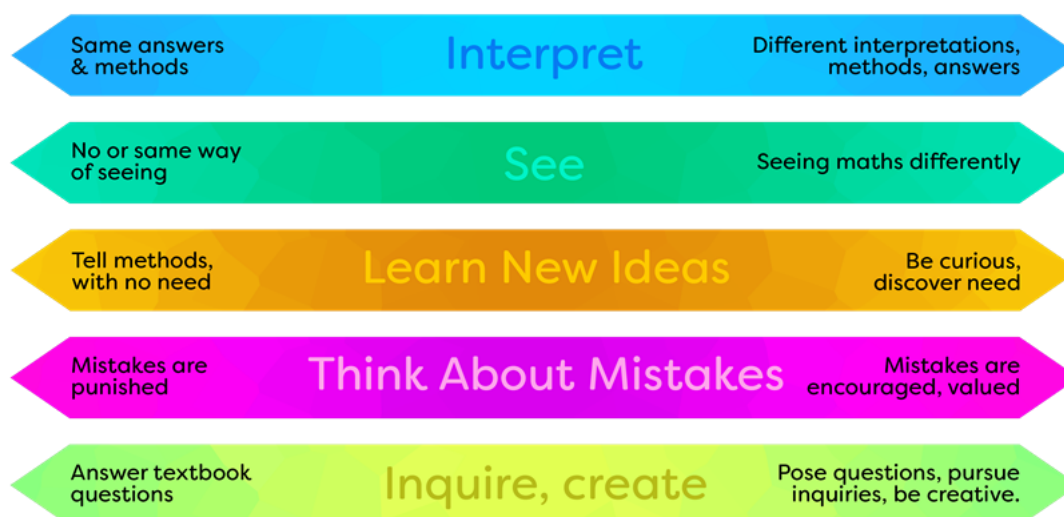 Same answers
& methods
Interpret
Different interpretations,
methods, answers
No or same way
of seeing
See
Seeing maths differently
Tell methods,
with no need
Learn New Ideas
Be curious,
discover need
Mistakes are
punished
Think About Mistakes
Mistakes are
encouraged, valued
Answer textbook
questions
Inquire, create
Pose questions, pursue
inquiries, be creative.